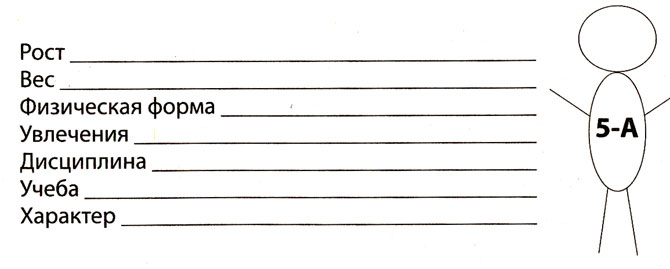 Рост
Вес
Физическая форма
Увлечения
Дисциплина
Учеба
Характер
5-А